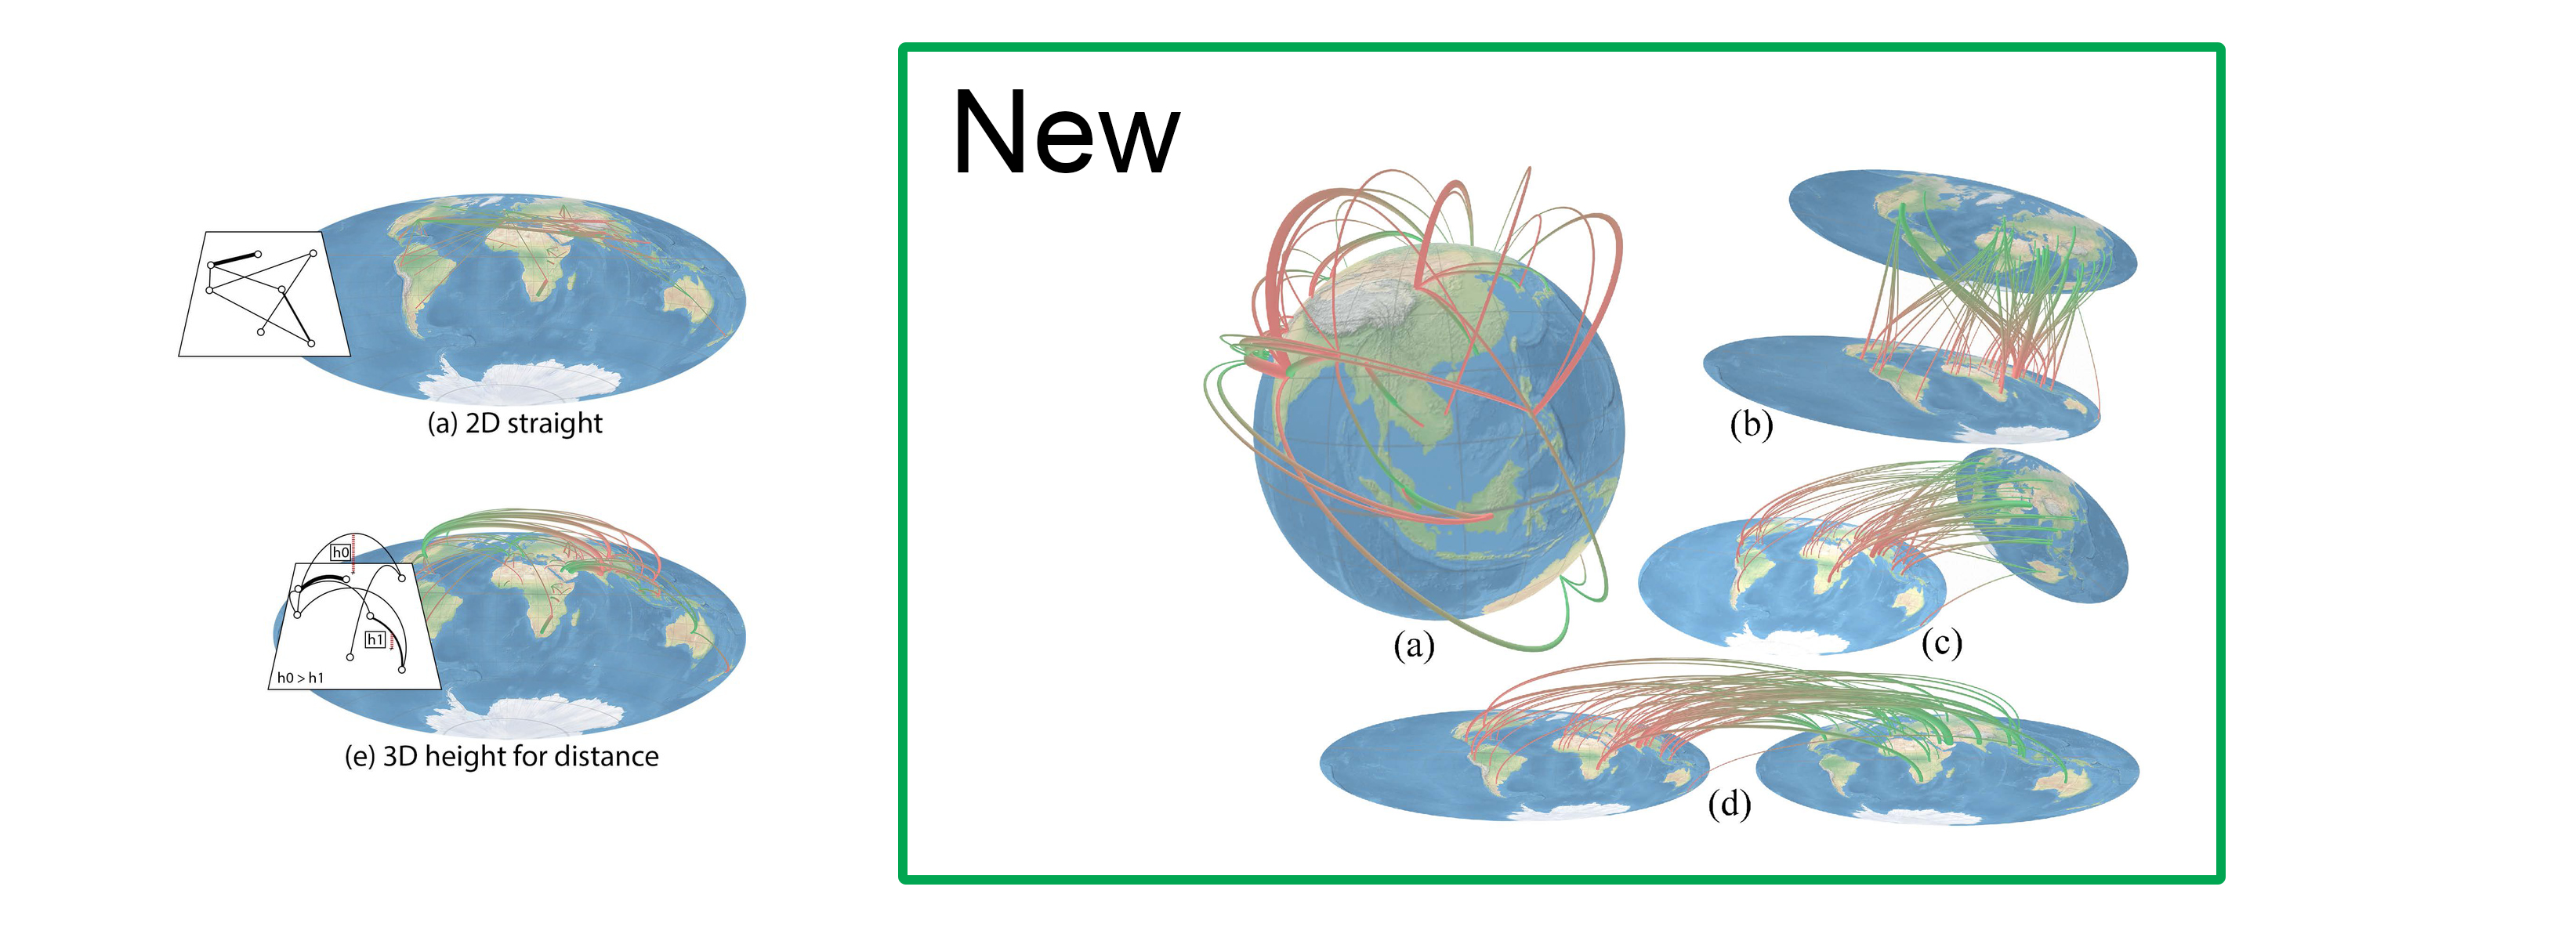 (a) 2D straight
h0
h1
h0 > h1
(e) 3D height for distance
New
(a)
(b)
(c)
(d)